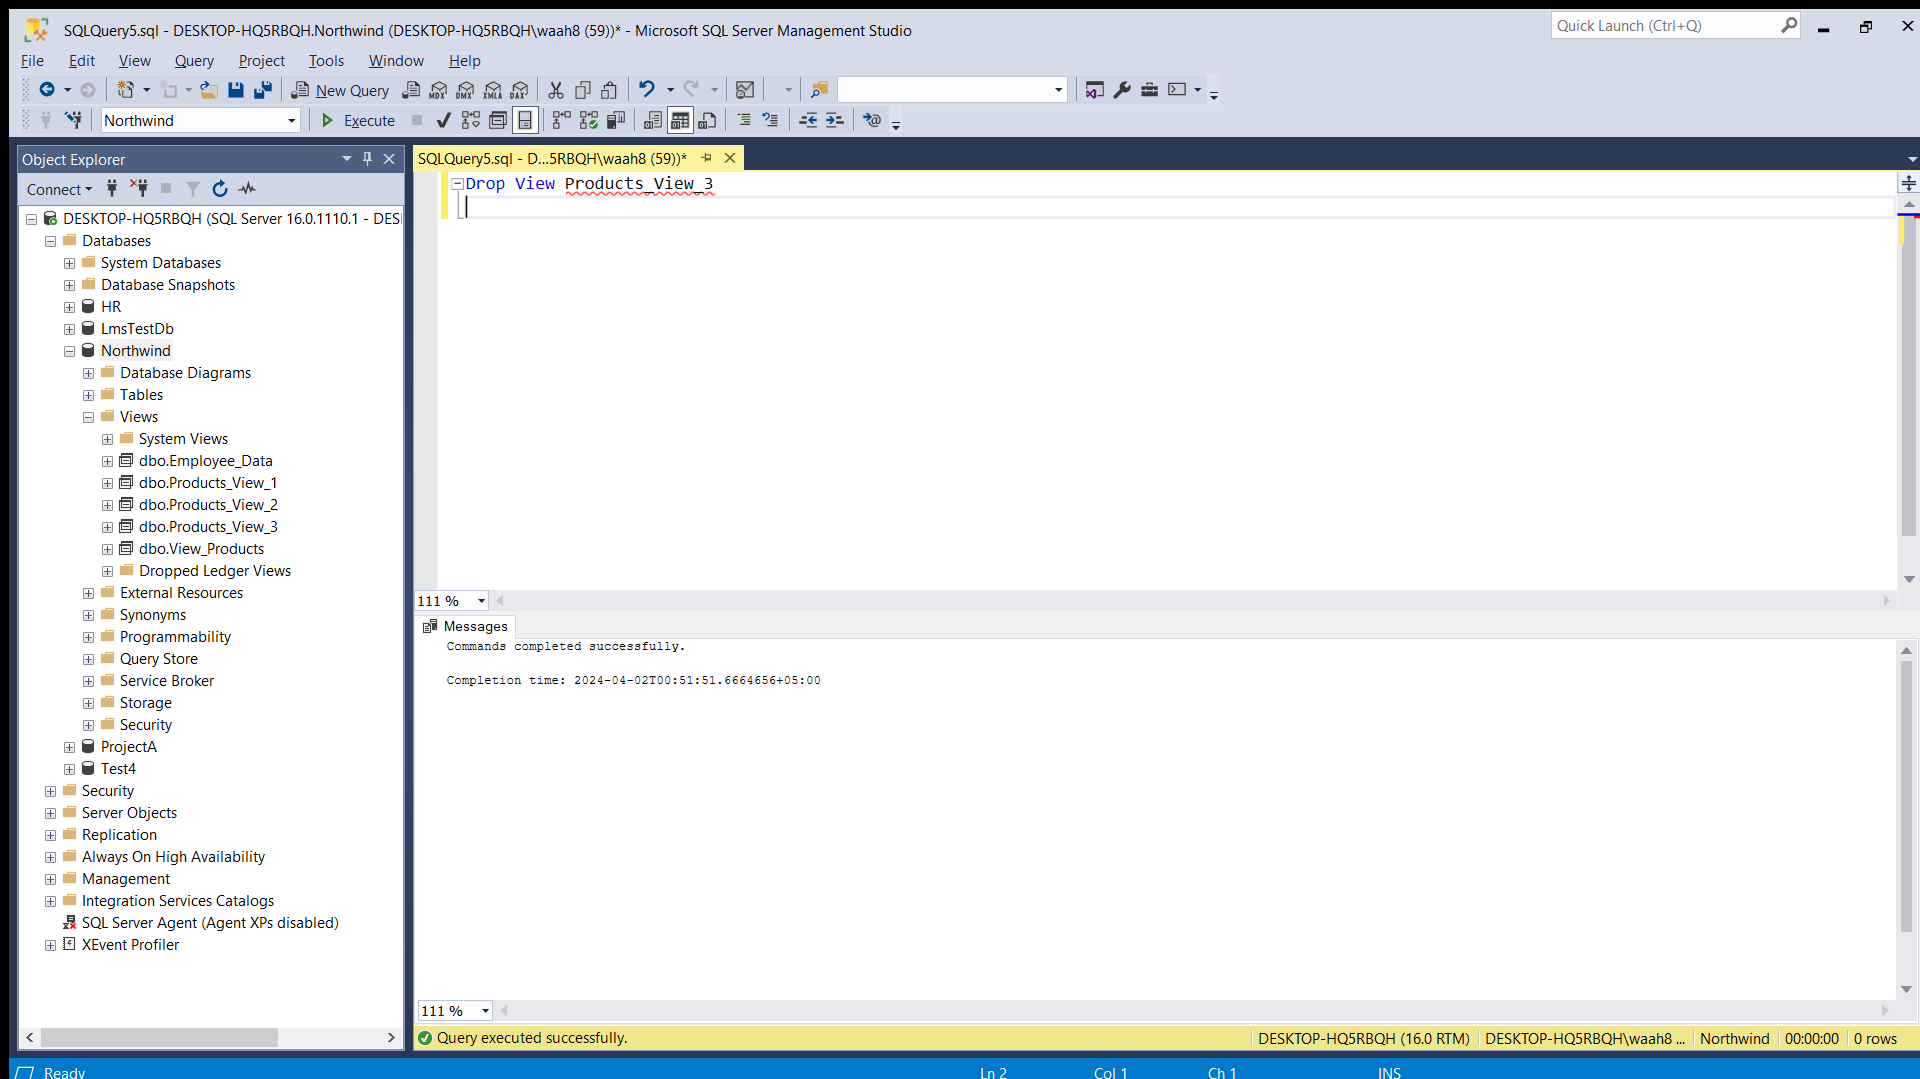 SQLQuery5.sql - DESKTOP-HQ5RBQH.Northwind (DESKTOP-HQ5RBQH\waah8 (59))* - Microsoft SQL Server Management Studio
Quick Launch (Ctrl+Q)
File Edit View Query Project Tools Window Help
New Query MDX DMX XMLA DAX
Northwind Execute
Object Explorer
SQLQuery5.sql - D...5RBQH\waah8 (59))*
Connect
Drop View Products_View_3
DESKTOP-HQ5RBQH (SQL Server 16.0.1110.1 - DES
Databases
System Databases
Database Snapshots
HR
LmsTestDb
Northwind
Database Diagrams
Tables
Views
System Views
dbo.Employee_Data
dbo.Products_View_1
dbo.Products_View_2
dbo.Products_View_3
dbo.View_Products
Dropped Ledger Views
External Resources
Synonyms
Programmability
Query Store
Service Broker
Storage
Security
ProjectA
Test4
Security
Server Objects
Replication
Always On High Availability
Management
Integration Services Catalogs
SQL Server Agent (Agent XPs disabled)
XEvent Profiler
111 %
Messages
Commands completed successfully.
Completion time: 2024-04-02T00:51:51.6664656+05:00
111 %
Query executed successfully.
DESKTOP-HQ5RBQH (16.0 RTM) DESKTOP-HQ5RBQH\waah8 ... Northwind 00:00:00 0 rows
Ready Ln 2 Col 1 Ch 1 INS